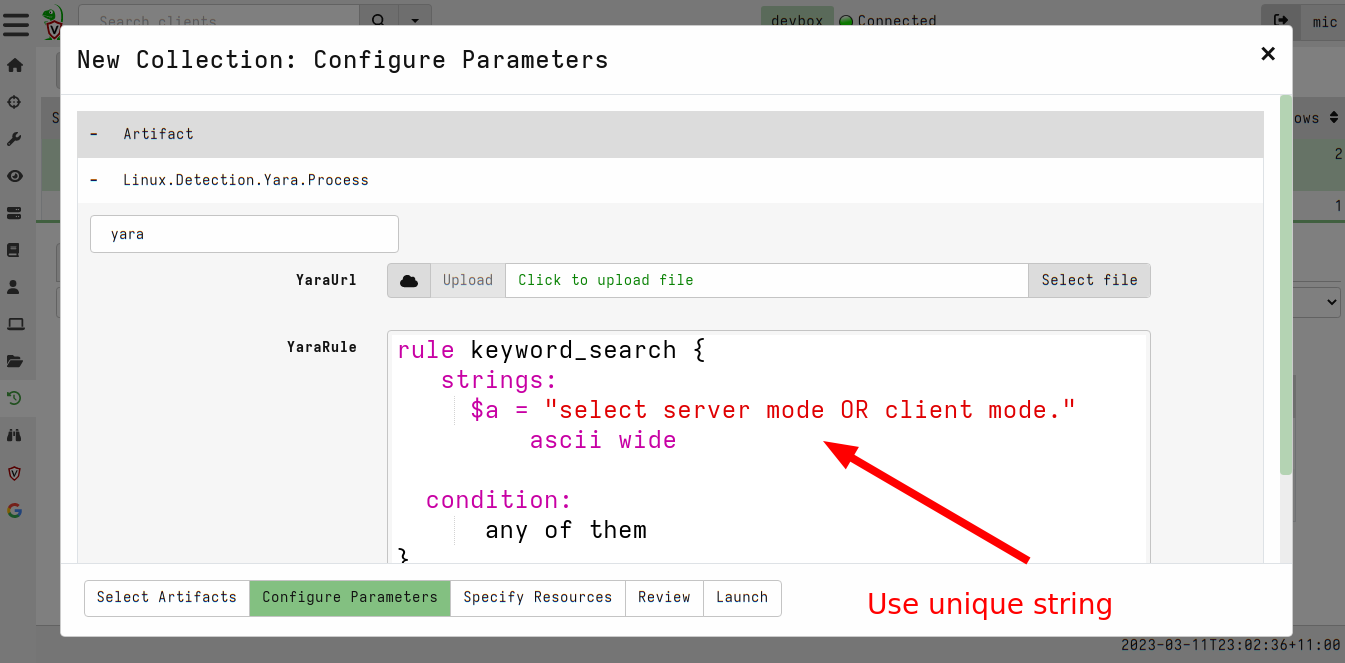 Search clients
devbox
Connected
mic
New Collection: Configure Parameters
×
S
ows
2
1
- Artifact
- Linux.Detection.Yara.Process
yara
YaraUrl
Upload
Click to upload file
Select file
YaraRule
rule keyword_search {
strings:
$a = "select server mode OR client mode."
ascii wide
condition:
any of them
}
Select Artifacts
Configure Parameters
Specify Resources
Review
Launch
Use unique string
2023-03-11T23:02:36+11:00